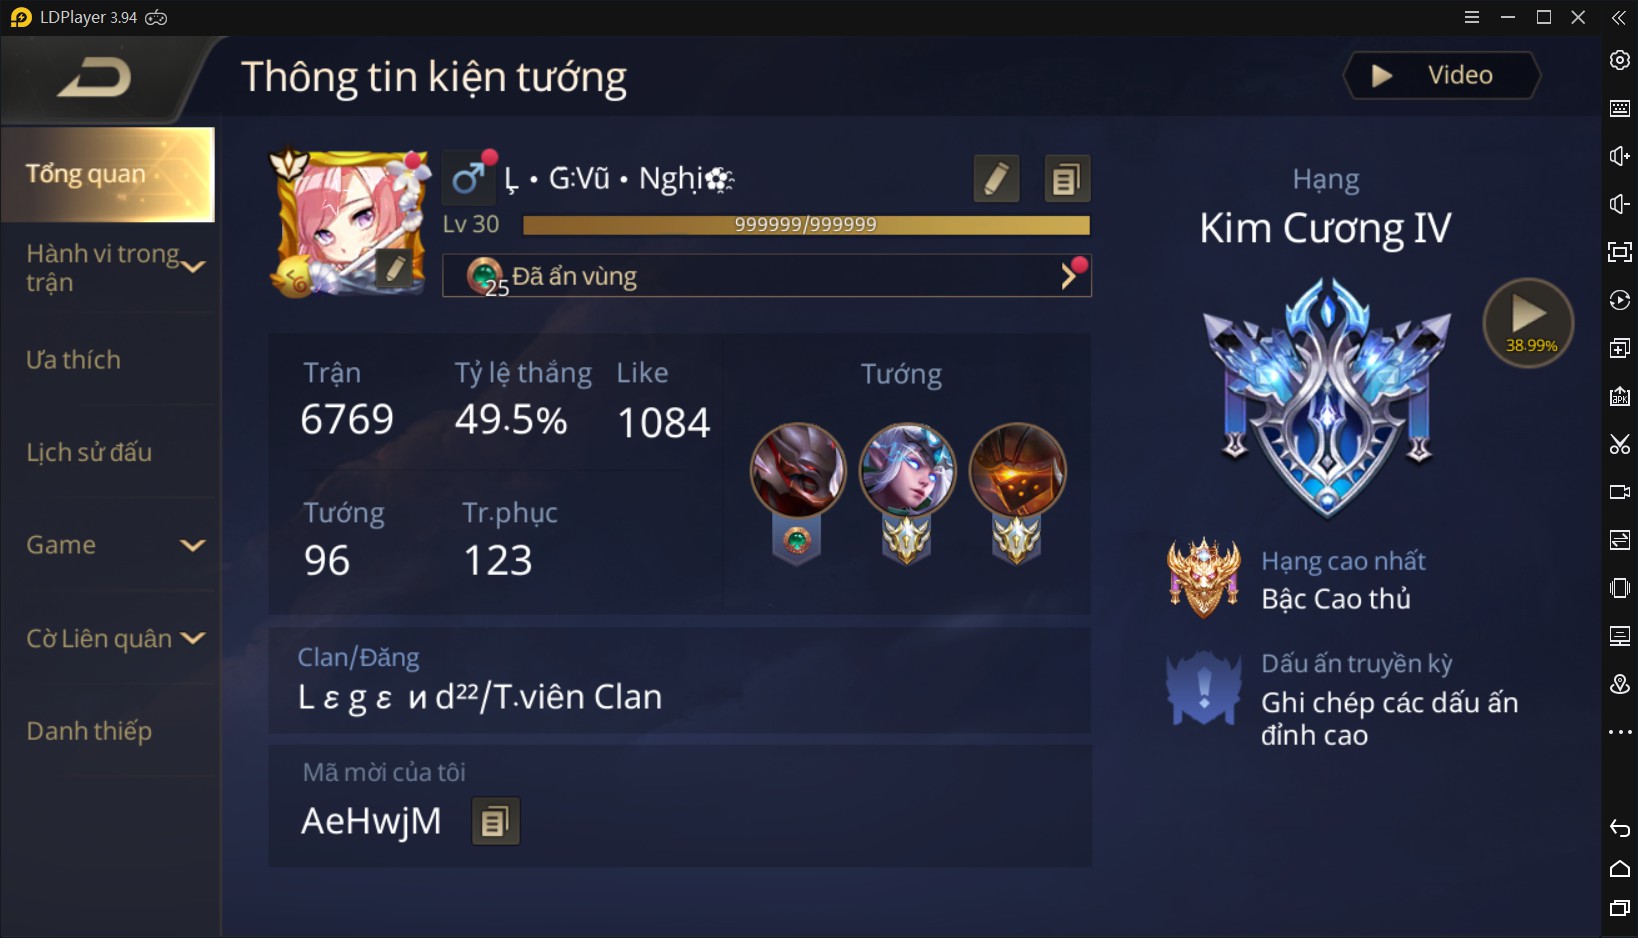 LDPlayer 3.94
Thông tin kiện tướng
Video
Tổng quan
Hành vi trong trận
Ưa thích
Lịch sử đấu
Game
Cờ Liên quân
Danh thiếp
Ļ • G:Vũ • Nghị
Lv 30
999999/999999
25
Đã ẩn vùng
Trận
6769
Tỷ lệ thắng
49.5%
Like
1084
Tướng
96
Tr.phục
123
Tướng
Clan/Đăng
L ε g ε ᴎ d²²/T.viên Clan
Mã mời của tôi
AeHwjM
Hạng
Kim Cương IV
38.99%
Hạng cao nhất
Bậc Cao thủ
Dấu ấn truyền kỳ
Ghi chép các dấu ấn
đỉnh cao
APK